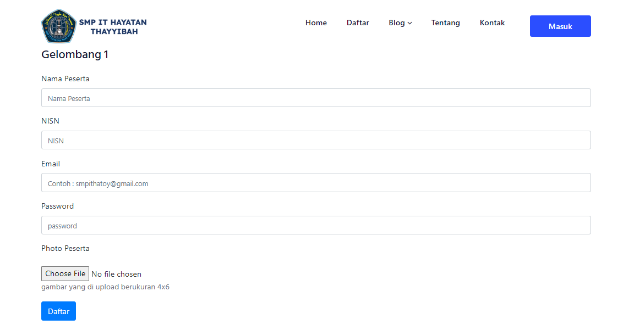 SMP IT HAYATAN
THAYYIBAH
Home Daftar Blog Tentang Kontak Masuk
Gelombang 1
Nama Peserta
Nama Peserta
NISN
NISN
Email
Contoh : smpithatoy@gmail.com
Password
password
Photo Peserta
Choose File No file chosen
gambar yang di upload berukuran 4x6
Daftar